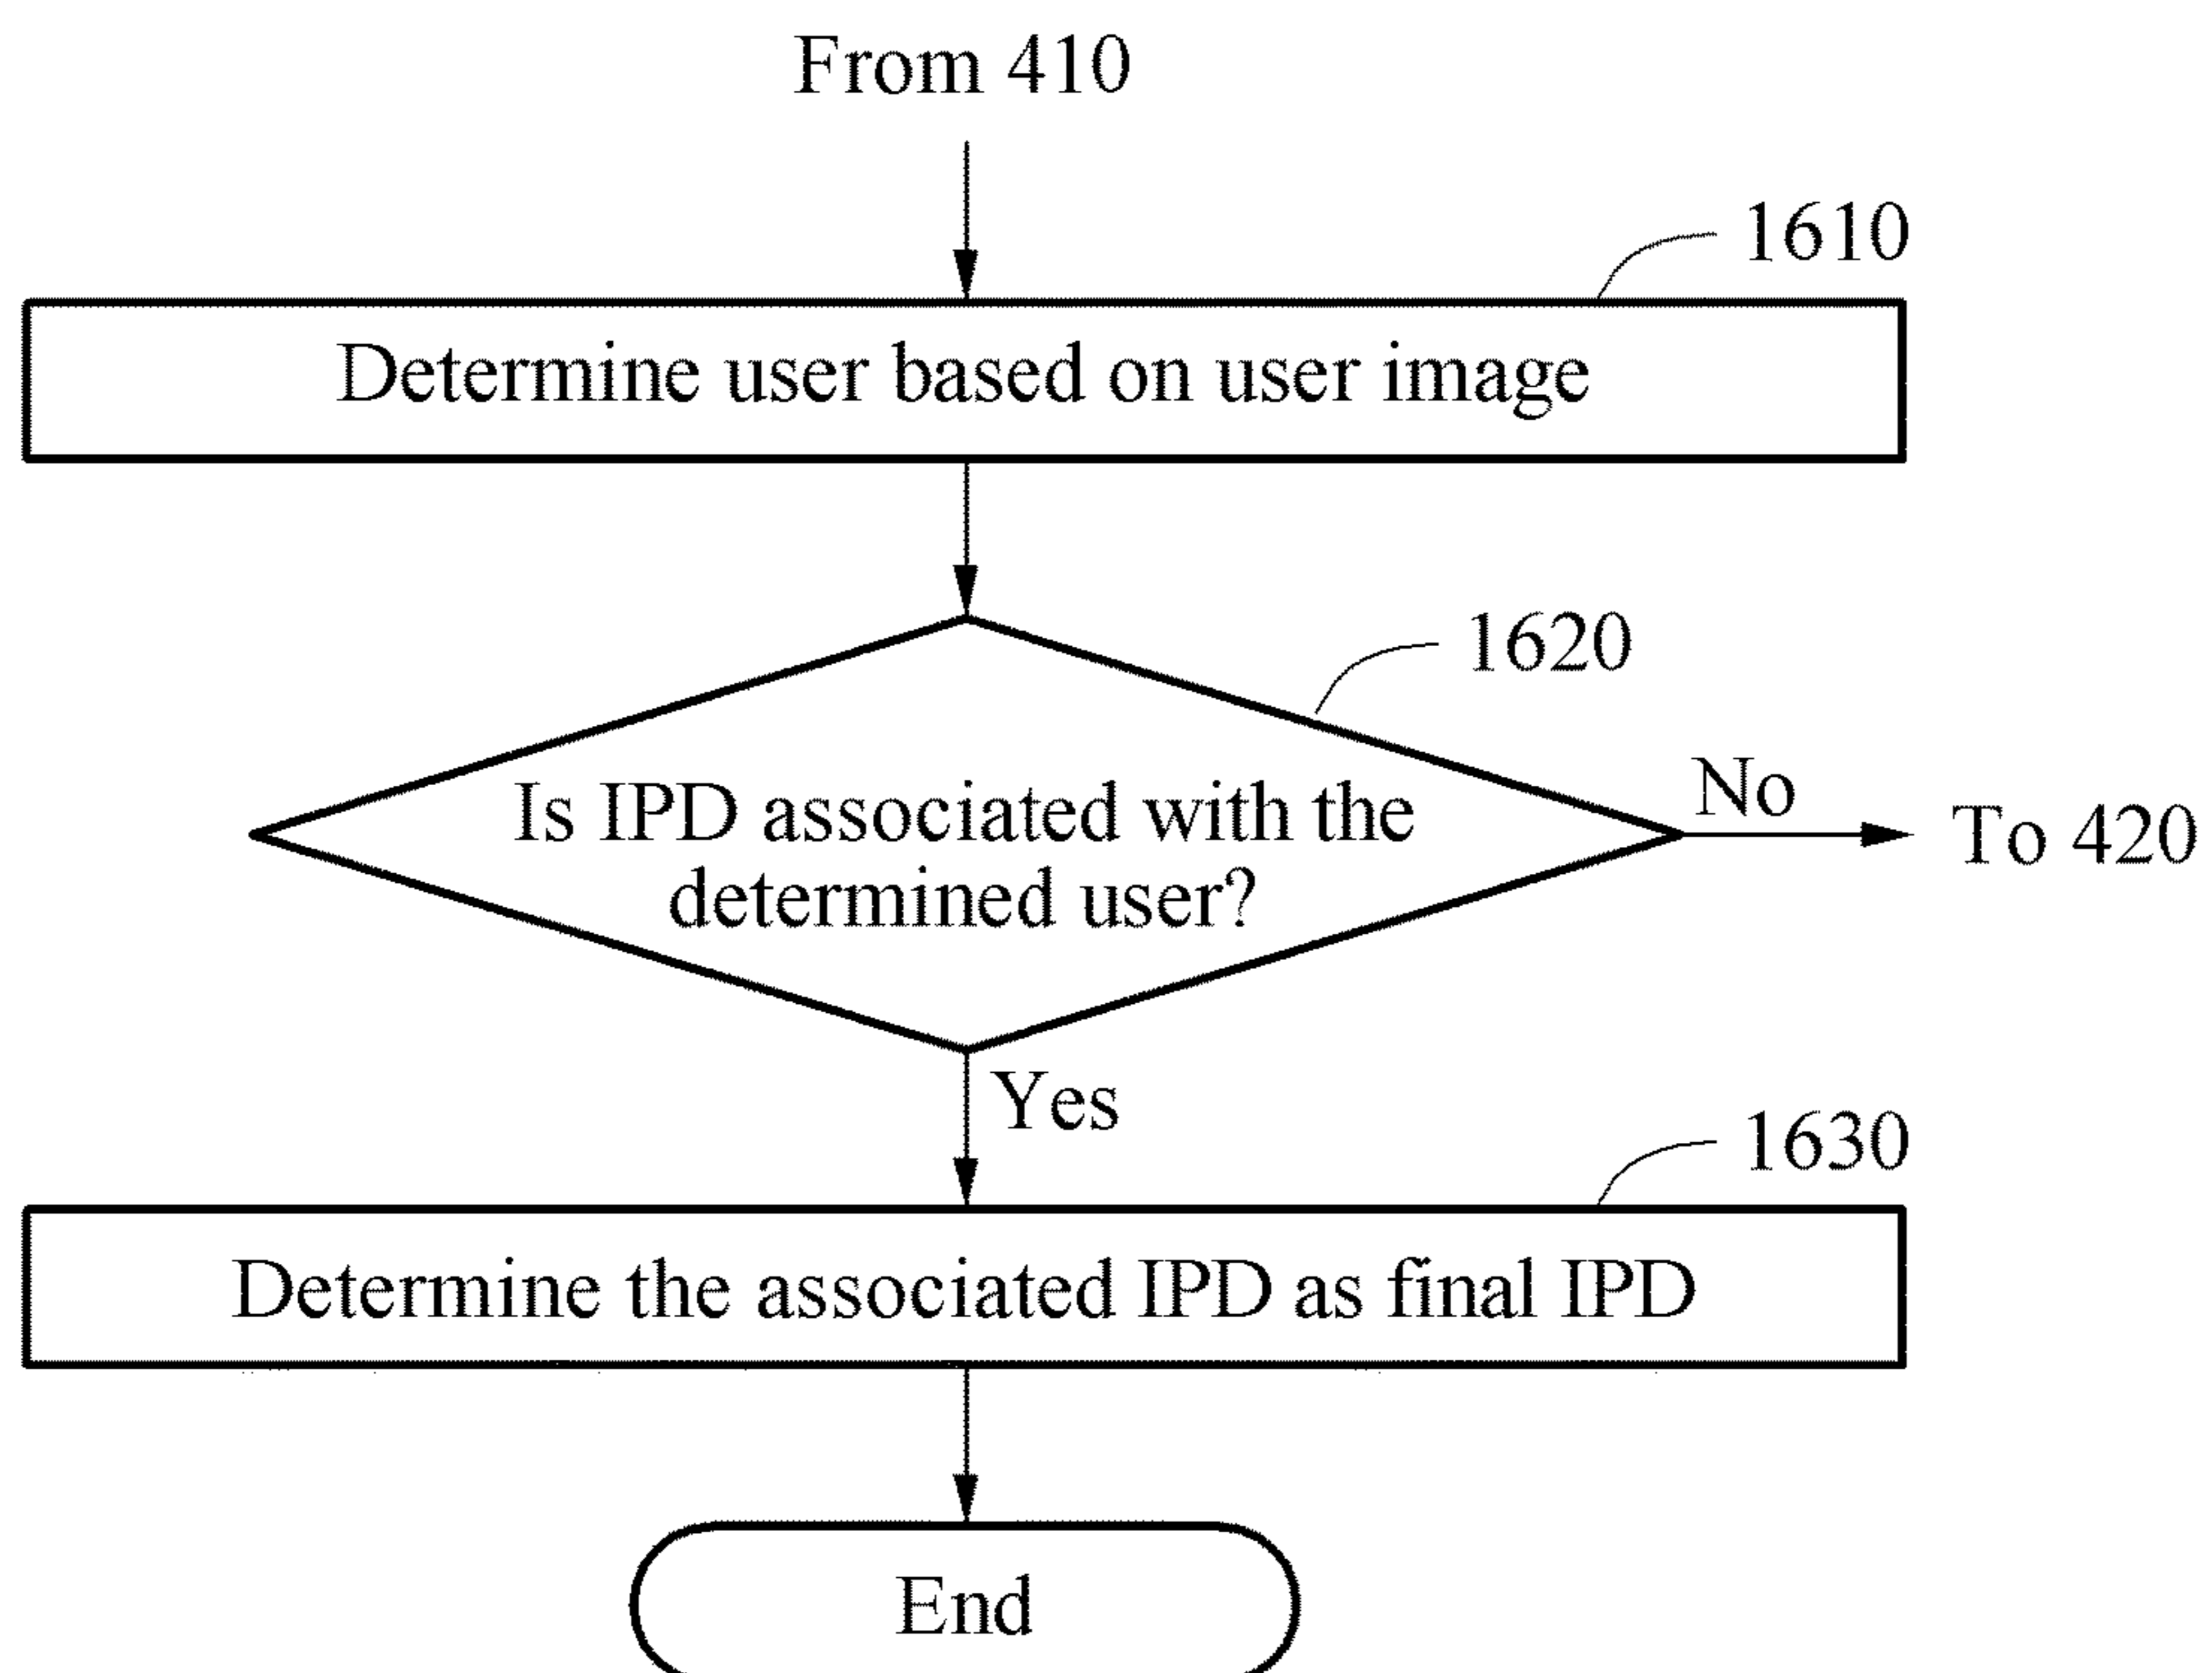 From 410
1610
Determine user based on user image
1620
Is IPD associated with the
determined user?
No
To 420
Yes
1630
Determine the associated IPD as final IPD
End